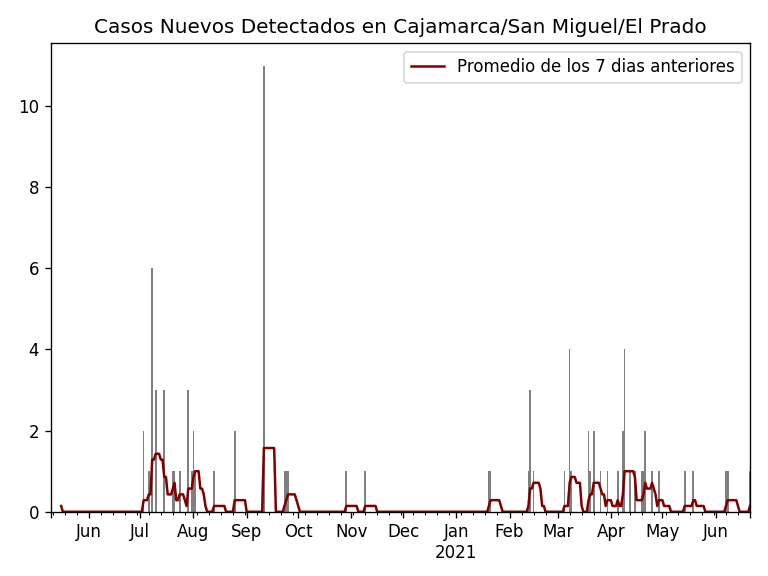 Casos Nuevos Detectados en Cajamarca/San Miguel/El Prado
Promedio de los 7 dias anteriores
10
8
6
4
2
0
Jun Jul Aug Sep Oct Nov Dec Jan Feb Mar Apr May Jun
2021